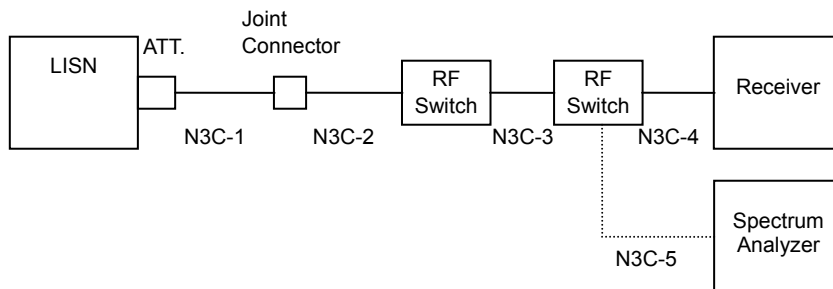 Joint
Connector
ATT.
LISN
RF
Switch
RF
Switch
Receiver
N3C-1
N3C-2
N3C-3
N3C-4
Spectrum
Analyzer
N3C-5